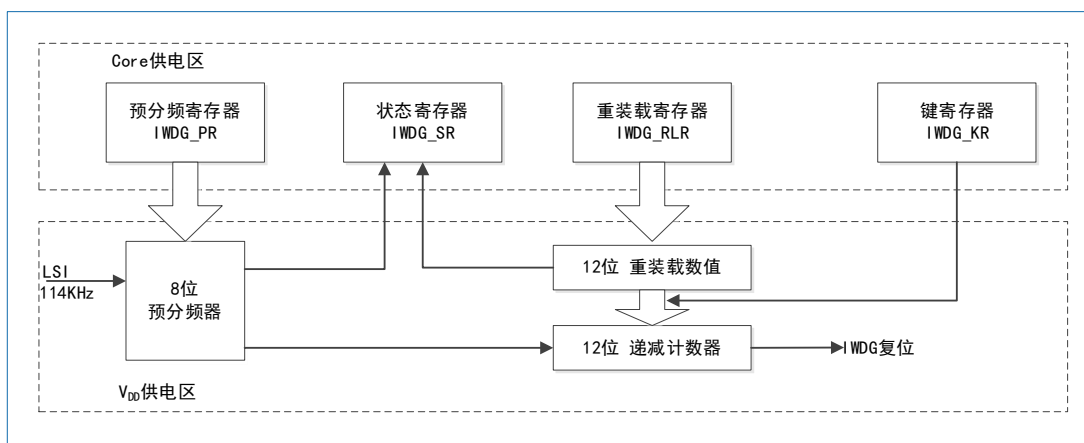 Core供电区
预分频寄存器
IWDG_PR
状态寄存器
IWDG_SR
重装载寄存器
IWDG_RLR
键寄存器
IWDG_KR
LSI
114KHz
8位
预分频器
12位 重装载数值
12位 递减计数器
IWDG复位
VDD供电区